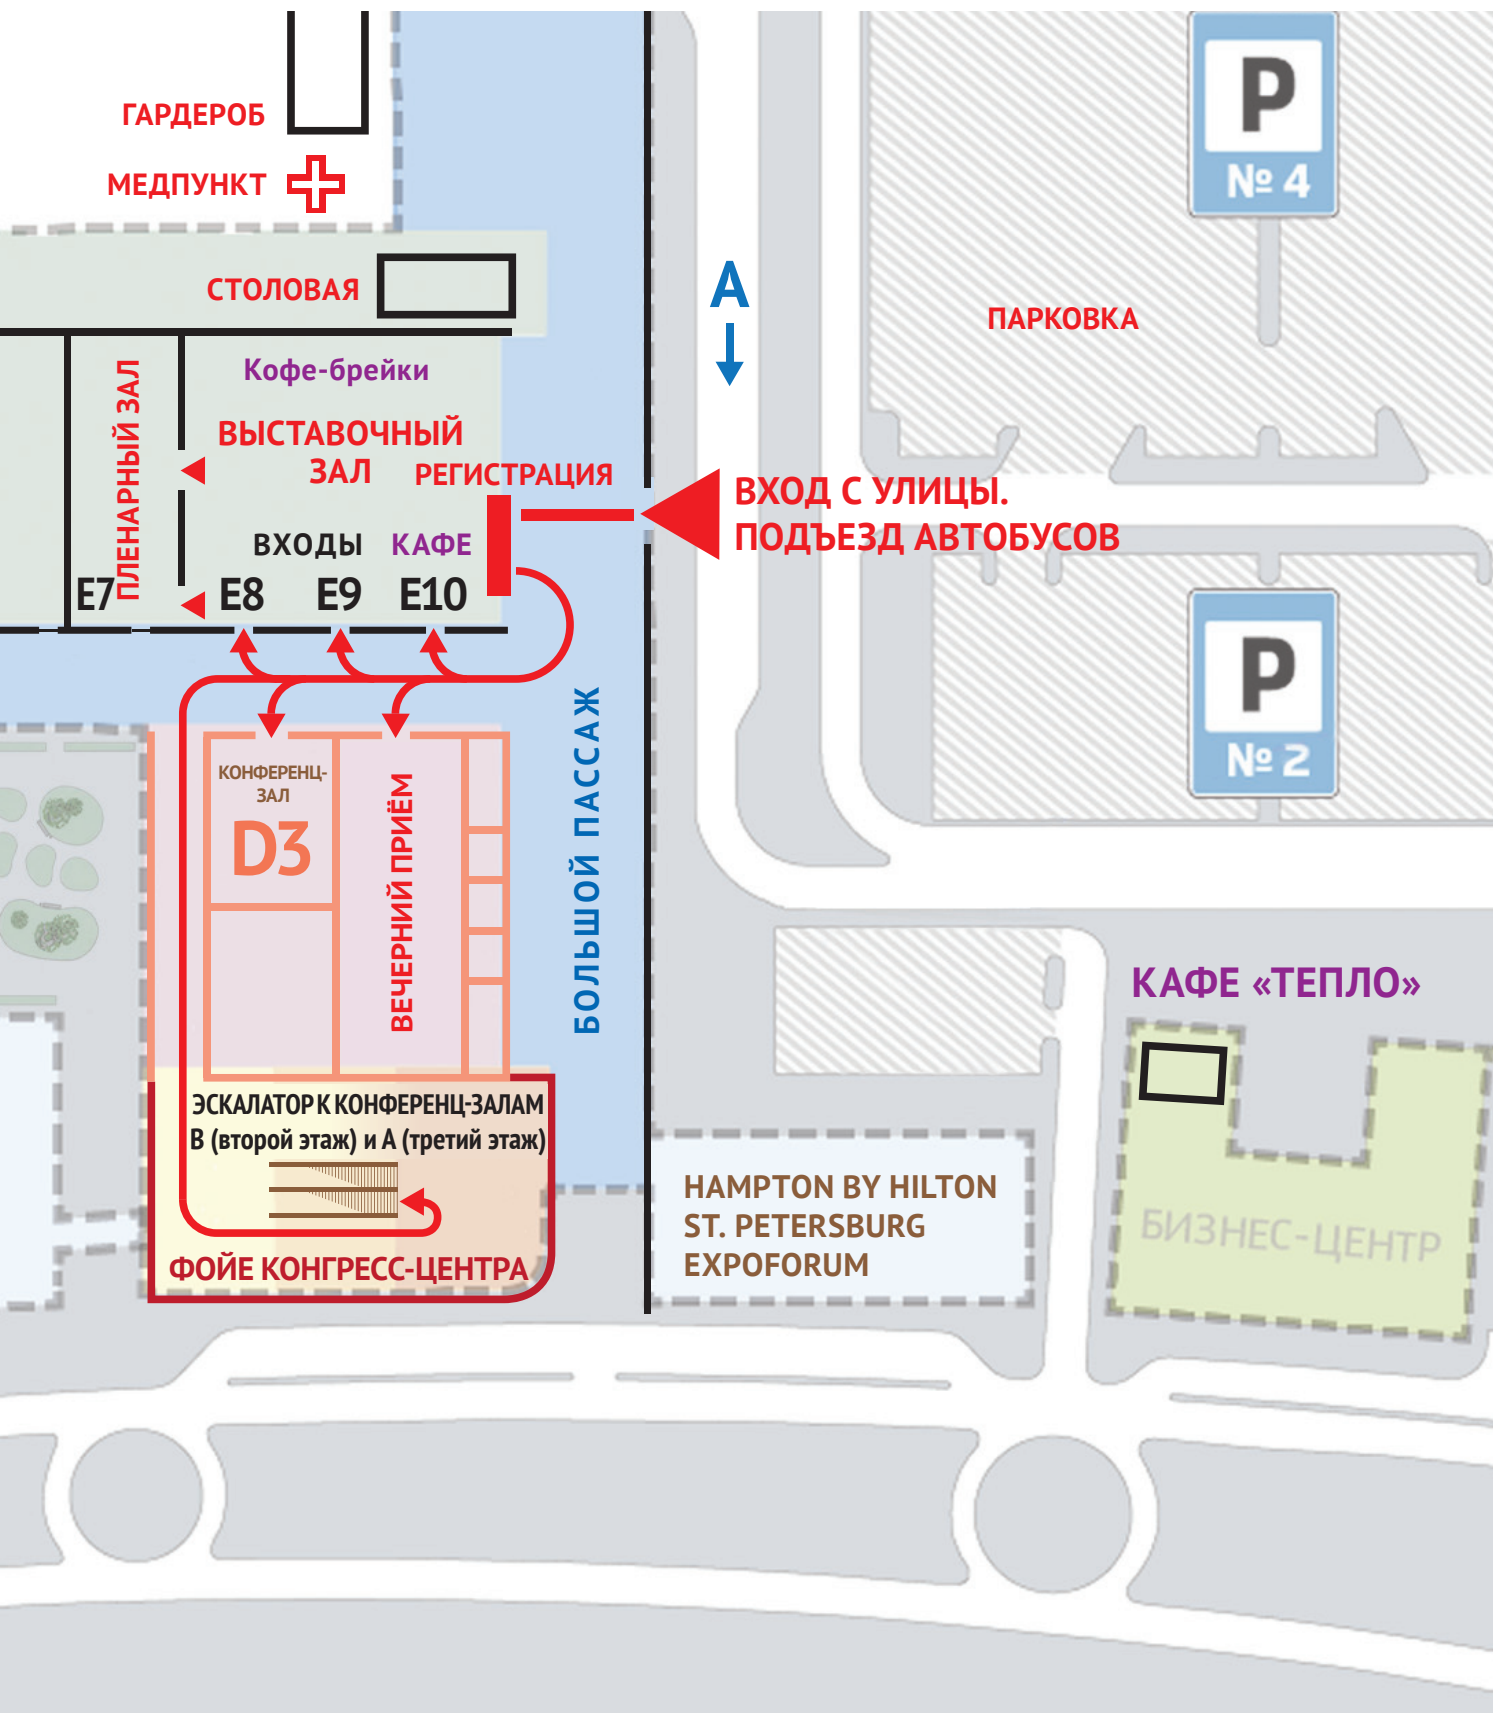 P
№ 4
ГАРДЕРОБ
МЕДПУНКТ
СТОЛОВАЯ
А
ПАРКОВКА
Кофе-брейки
ПЛЕНАРНЫЙ ЗАЛ
ВЫСТАВОЧНЫЙ
ЗАЛ
РЕГИСТРАЦИЯ
ВХОД С УЛИЦЫ.
ПОДЪЕЗД АВТОБУСОВ
ВХОДЫ
КАФЕ
E7
E8
E9
E10
P
№ 2
БОЛЬШОЙ ПАССАЖ
КОНФЕРЕНЦ-
ЗАЛ
D3
ВЕЧЕРНИЙ ПРИЁМ
КАФЕ «ТЕПЛО»
ЭСКАЛАТОР К КОНФЕРЕНЦ-ЗАЛАМ
В (второй этаж) и А (третий этаж)
HAMPTON BY HILTON
ST. PETERSBURG
EXPOFORUM
БИЗНЕС-ЦЕНТР
ФОЙЕ КОНГРЕСС-ЦЕНТРА